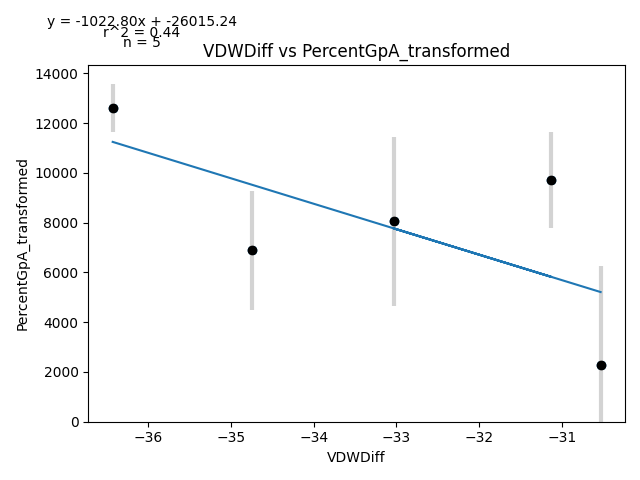 y = -1022.80x + -26015.24
r^2 = 0.44
n = 5
VDWDiff vs PercentGpA_transformed
14000
12000
10000
8000
6000
4000
2000
0
PercentGpA_transformed
−36
−35
−34
−33
−32
−31
VDWDiff